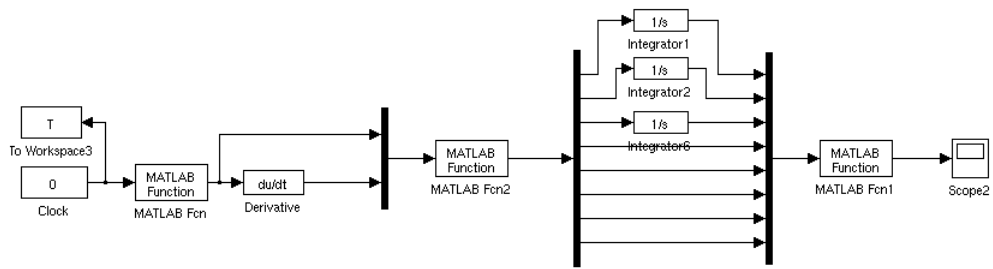 1/s
Integrator1
1/s
Integrator2
1/s
Integrator6
T
To Workspace3
0
Clock
MATLAB
Function
MATLAB Fcn
du/dt
Derivative
MATLAB
Function
MATLAB Fcn2
MATLAB
Function
MATLAB Fcn1
Scope2